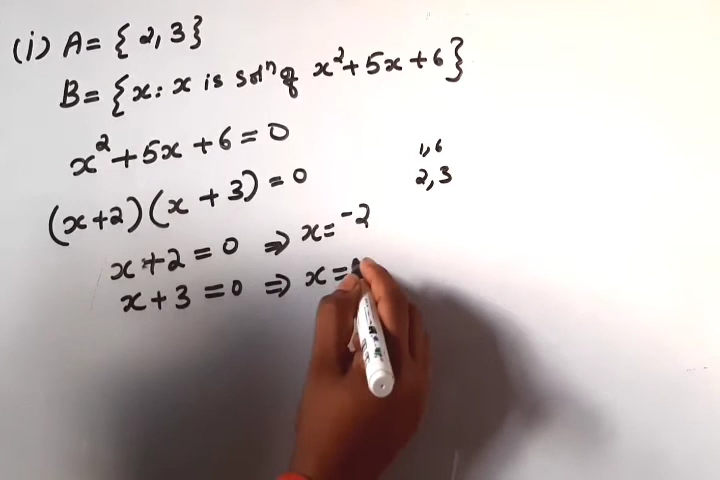 (i) A = {2,3}
B = {x: x is solⁿ of x²+5x+6}
x²+5x+6=0
1,6
2,3
(x+2)(x+3)=0
x+2=0 ⇒ x=-2
x+3=0 ⇒ x=